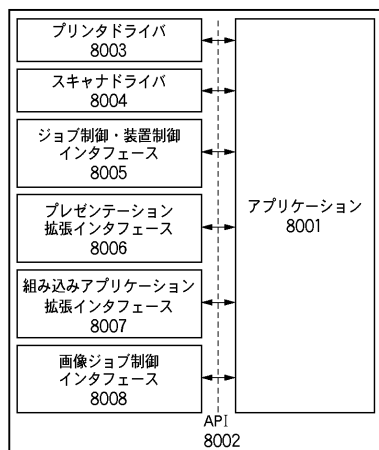 プリンタドライバ
8003
スキャナドライバ
8004
ジョブ制御・装置制御
インタフェース
8005
プレゼンテーション
拡張インタフェース
8006
組み込みアプリケーション
拡張インタフェース
8007
画像ジョブ制御
インタフェース
8008
アプリケーション
8001
API
8002